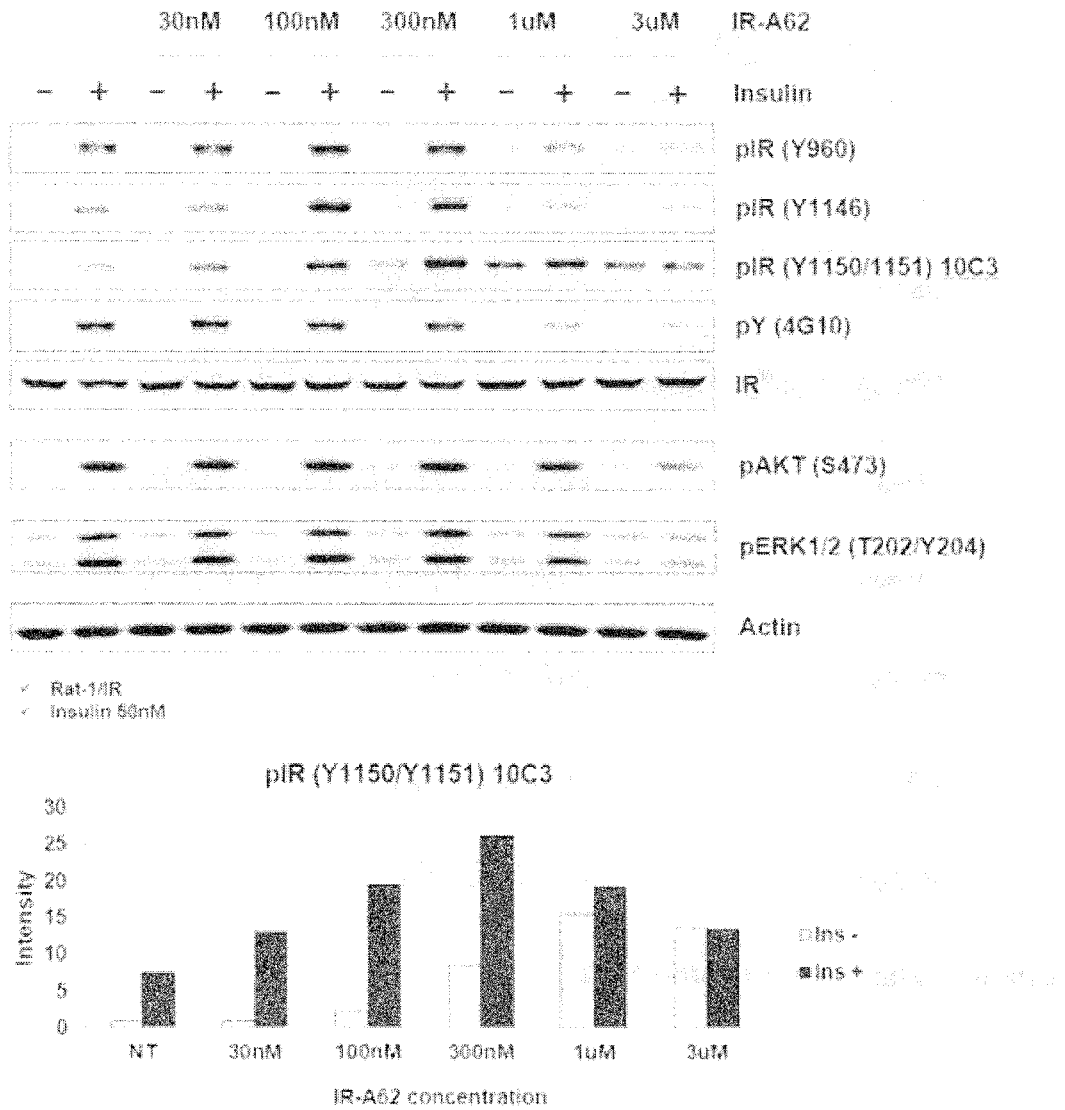 30nM 100nM 300nM 1uM 3uM IR-A62
− + − + − + − + − + − + Insulin
pIR (Y960)
pIR (Y1146)
pIR (Y1150/1151) 10C3
pY (4G10)
IR
pAKT (S473)
pERK1/2 (T202/Y204)
Actin
✓ Rat-1/IR
✓ Insulin 50nM
pIR (Y1150/Y1151) 10C3
30
25
20
15
10
5
0
Intensity
NT 30nM 100nM 300nM 1uM 3uM
IR-A62 concentration
Ins -
Ins +